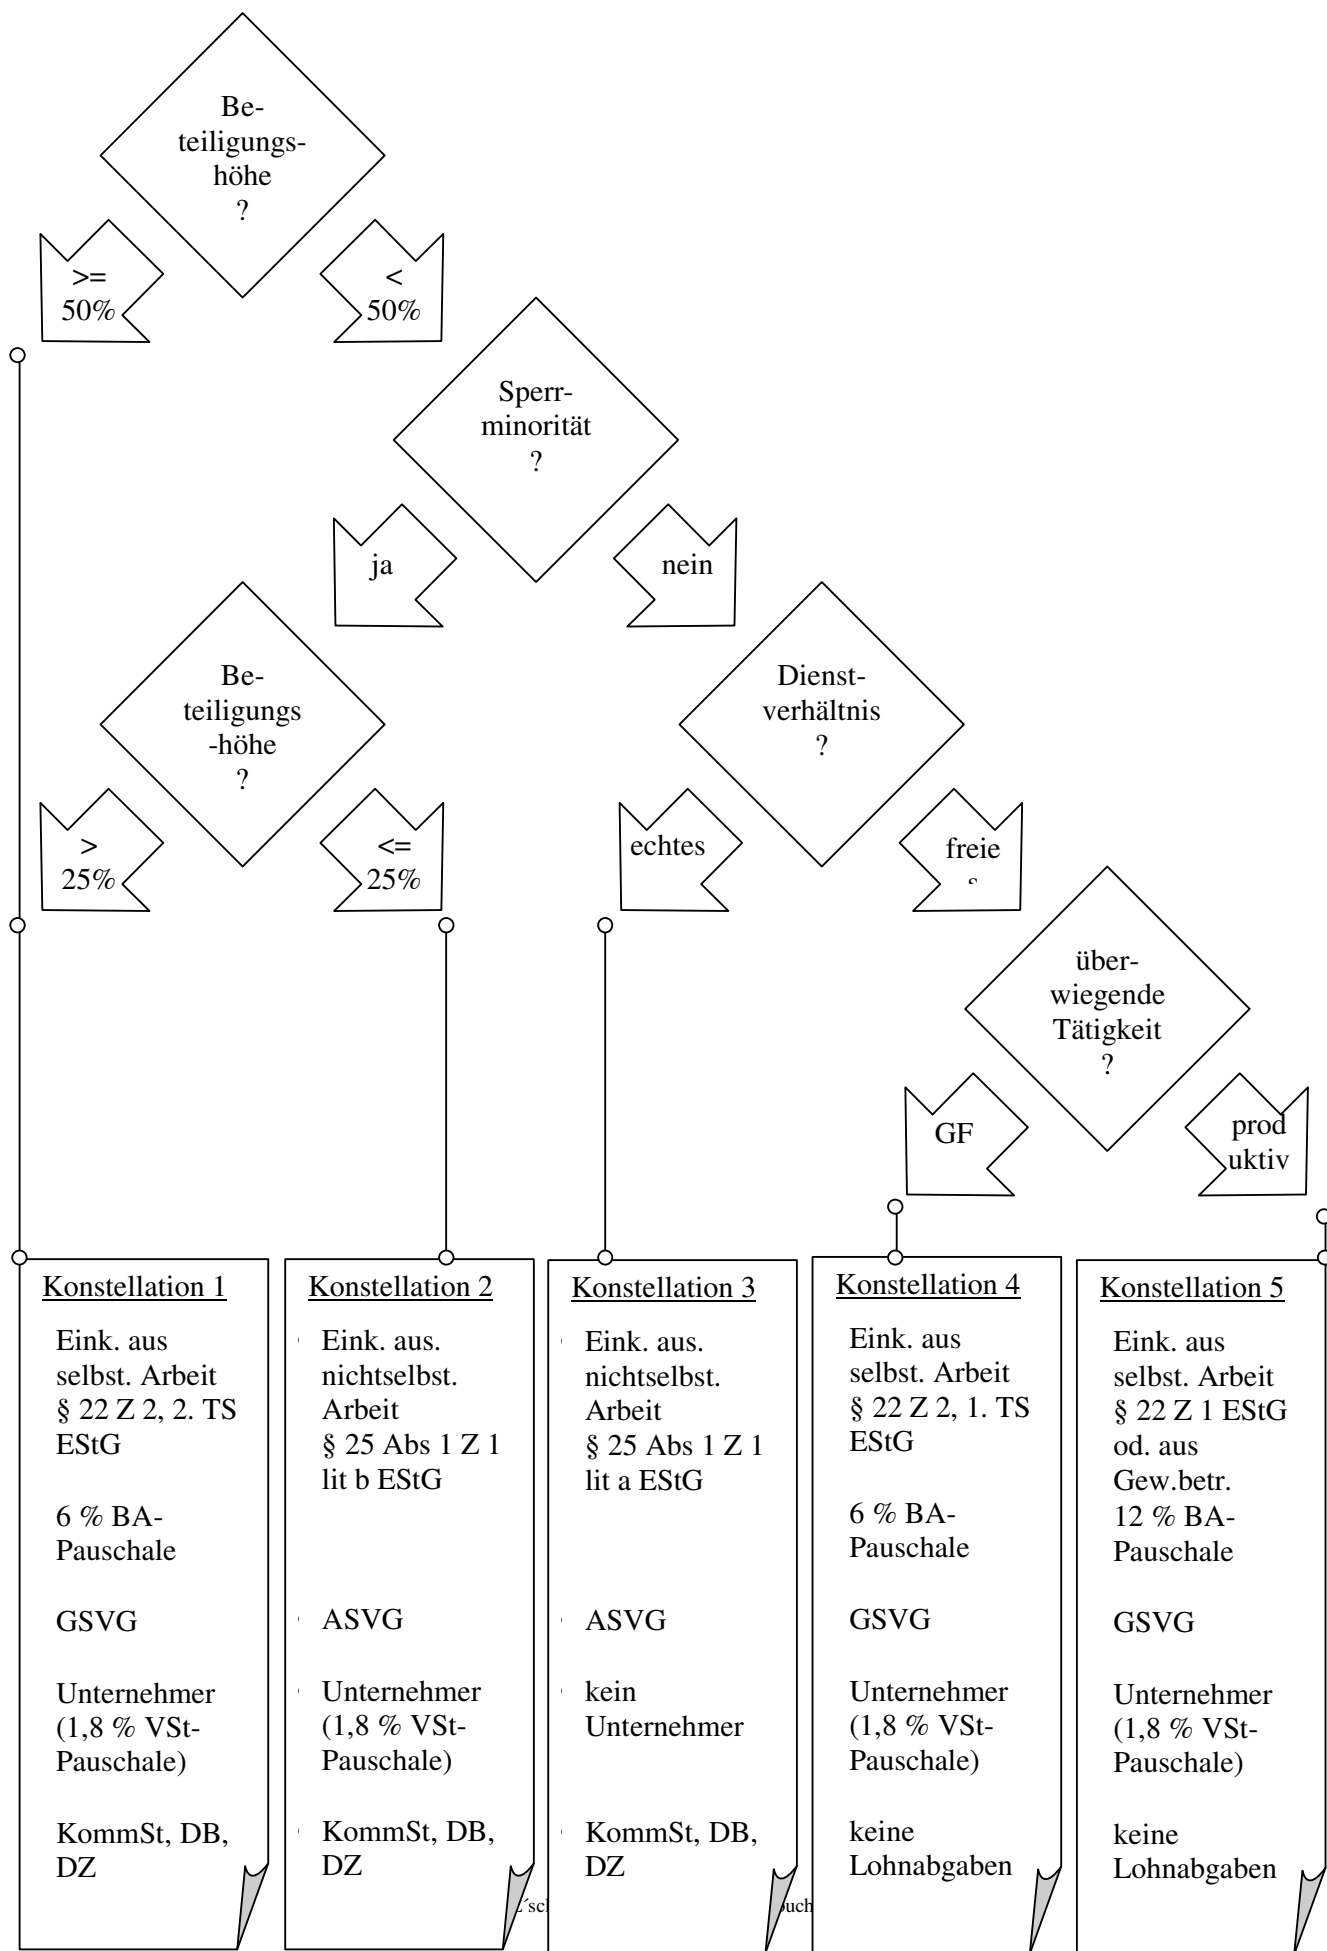 Be-
teiligungs-
höhe
?
>=
50%
<
50%
Sperr-
minorität
?
ja
nein
Be-
teiligungs
-höhe
?
Dienst-
verhältnis
?
>
25%
<=
25%
echtes
freie
s
über-
wiegende
Tätigkeit
?
GF
prod
uktiv
Konstellation 1
Eink. aus
selbst. Arbeit
§ 22 Z 2, 2. TS
EStG
6 % BA-
Pauschale
GSVG
Unternehmer
(1,8 % VSt-
Pauschale)
KommSt, DB,
DZ
Konstellation 2
Eink. aus.
nichtselbst.
Arbeit
§ 25 Abs 1 Z 1
lit b EStG
ASVG
Unternehmer
(1,8 % VSt-
Pauschale)
KommSt, DB,
DZ
Konstellation 3
Eink. aus.
nichtselbst.
Arbeit
§ 25 Abs 1 Z 1
lit a EStG
ASVG
kein
Unternehmer
KommSt, DB,
DZ
Konstellation 4
Eink. aus
selbst. Arbeit
§ 22 Z 2, 1. TS
EStG
6 % BA-
Pauschale
GSVG
Unternehmer
(1,8 % VSt-
Pauschale)
keine
Lohnabgaben
Konstellation 5
Eink. aus
selbst. Arbeit
§ 22 Z 1 EStG
od. aus
Gew.betr.
12 % BA-
Pauschale
GSVG
Unternehmer
(1,8 % VSt-
Pauschale)
keine
Lohnabgaben